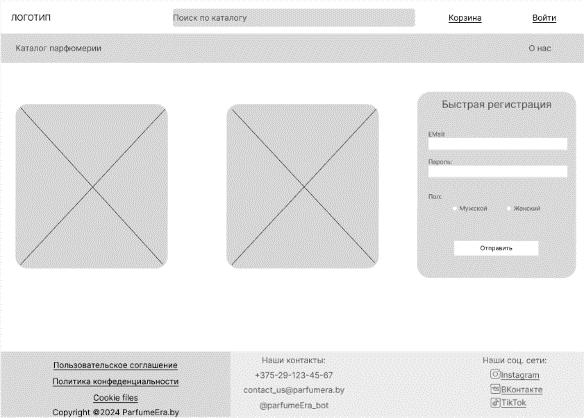 ЛОГОТИП
Поиск по каталогу
Корзина
Войти
Каталог парфюмерии
О нас
Быстрая регистрация
EMail
Пароль:
Пол:
Мужской
Женский
Отправить
Пользовательское соглашение
Политика конфеденциальности
Cookie files
Copyright ©2024 ParfumeEra.by
Наши контакты:
+375-29-123-45-67
contact_us@parfumera.by
@parfumeEra_bot
Наши соц. сети:
Instagram
ВКонтакте
TikTok